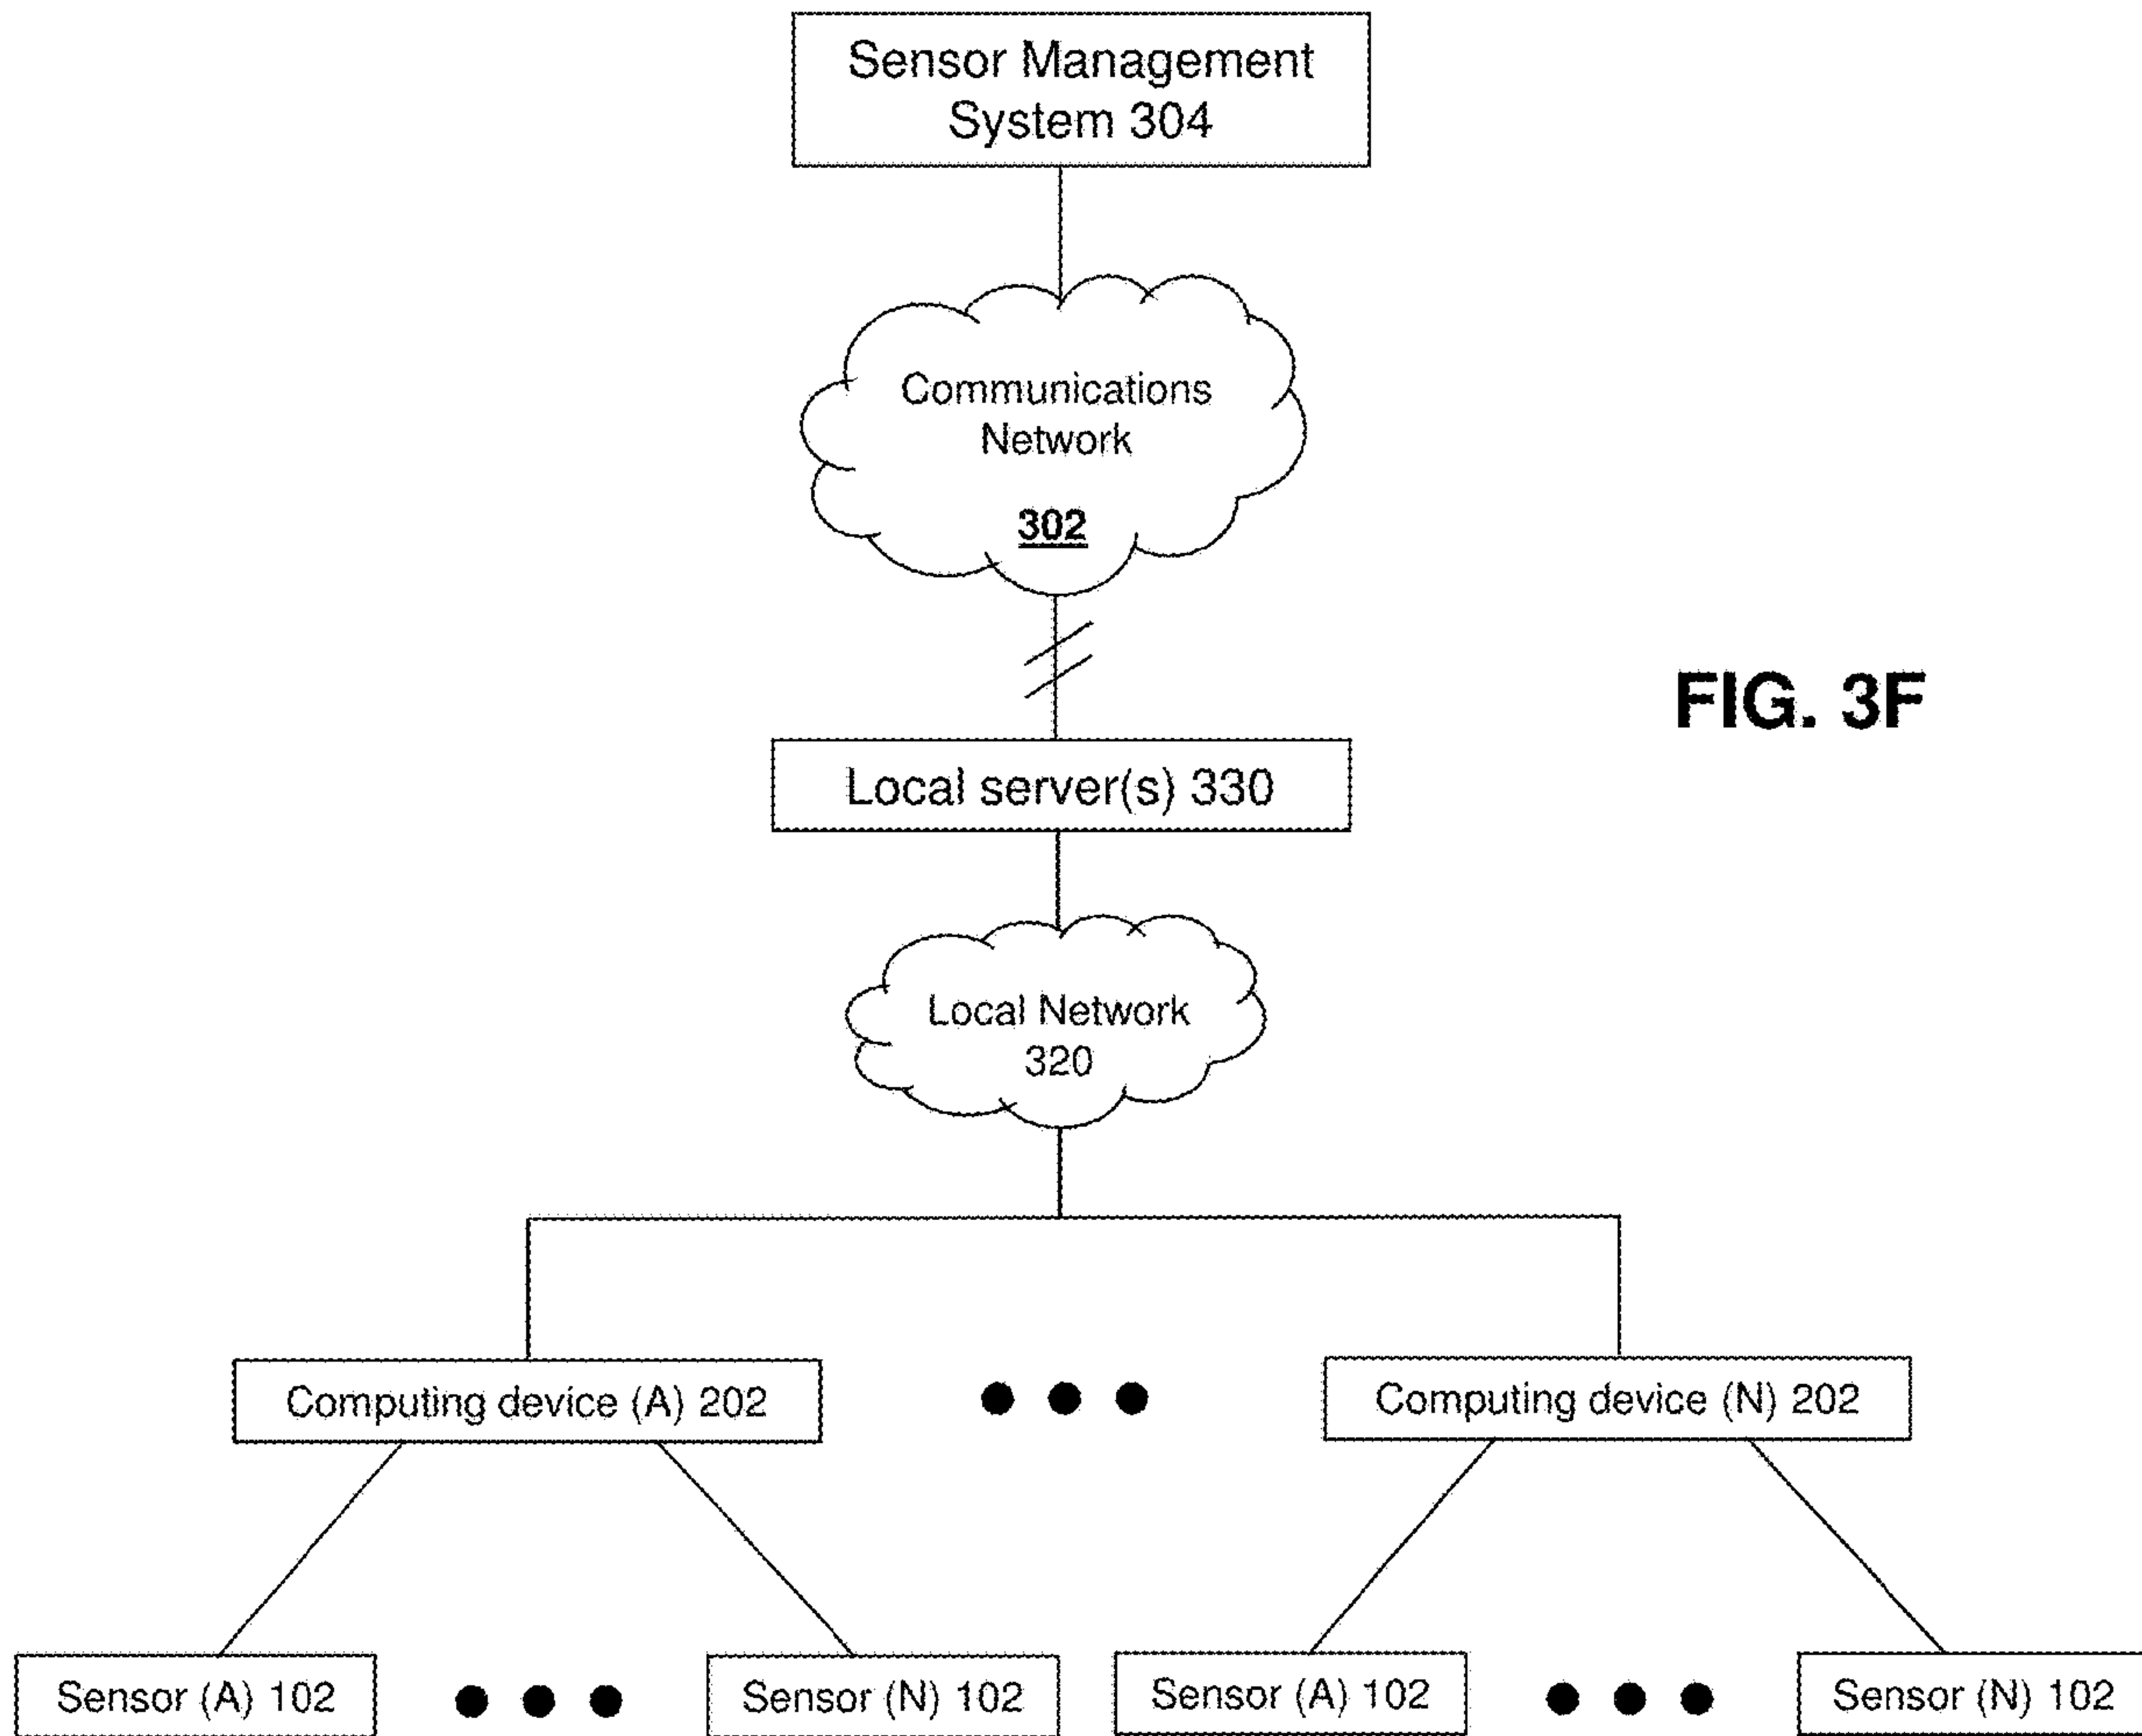 Sensor Management
System 304
Communications
Network
302
FIG. 3F
Local server(s) 330
Local Network
320
Computing device (A) 202
Computing device (N) 202
Sensor (A) 102
Sensor (N) 102
Sensor (A) 102
Sensor (N) 102